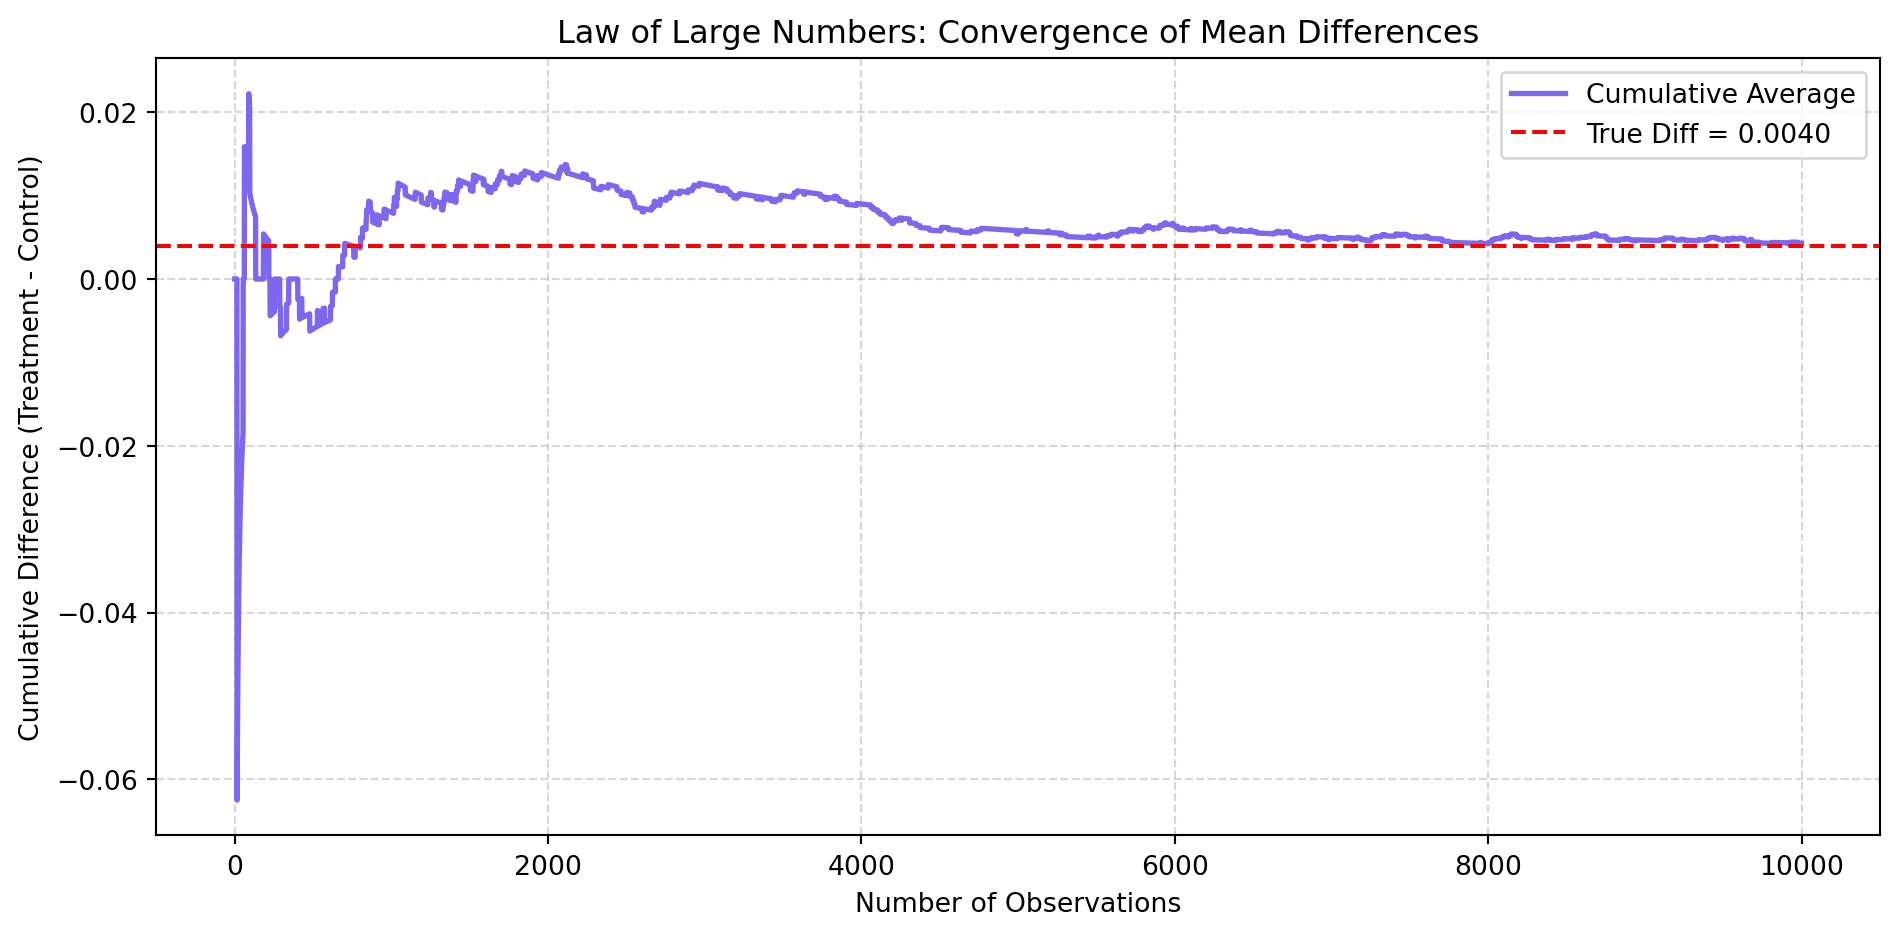 Law of Large Numbers: Convergence of Mean Differences
Cumulative Average
True Diff = 0.0040
Cumulative Difference (Treatment - Control)
0.02
0.00
−0.02
−0.04
−0.06
0
2000
4000
6000
8000
10000
Number of Observations